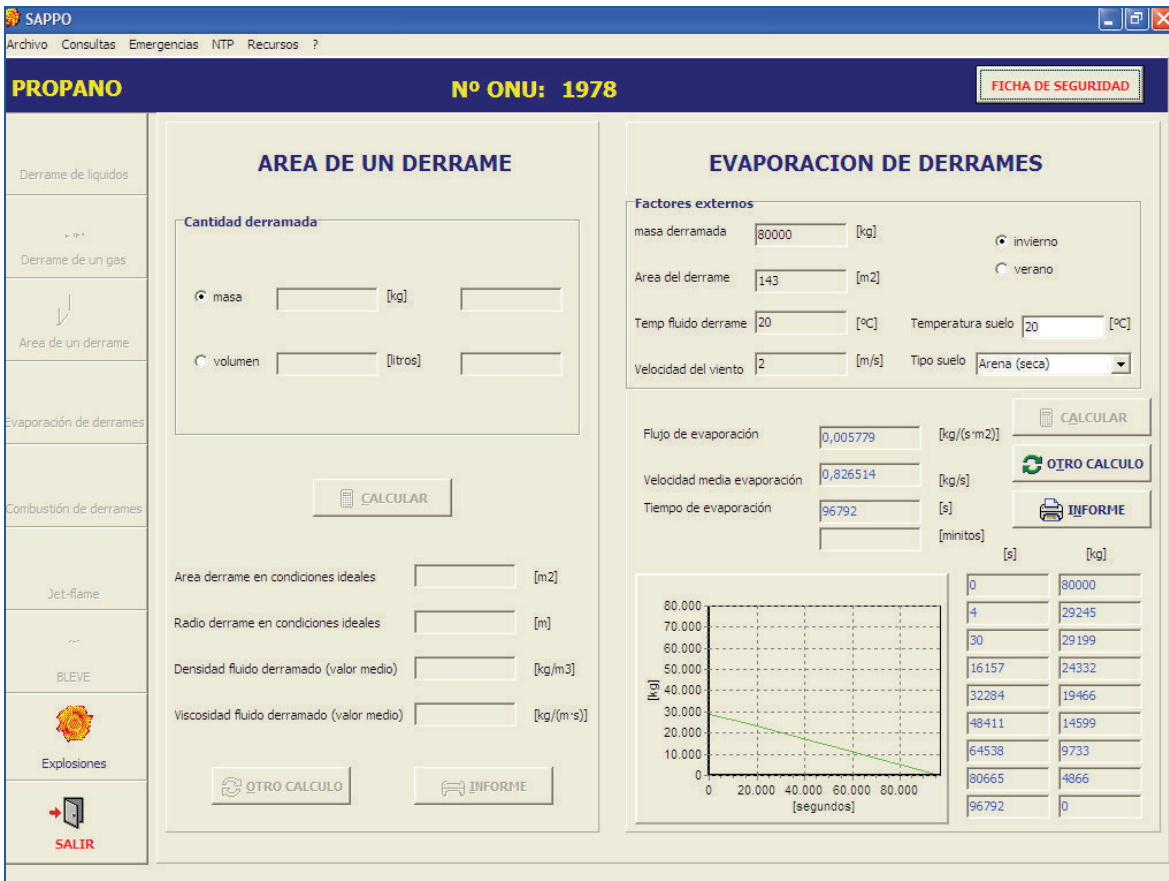 SAPPO
Archivo Consultas Emergencias NTP Recursos ?
PROPANO Nº ONU: 1978 FICHA DE SEGURIDAD
Derrame de liquidos
Derrame de un gas
Area de un derrame
Evaporación de derrames
Combustión de derrames
Jet-flame
BLEVE
Explosiones
SALIR
AREA DE UN DERRAME
Cantidad derramada
masa [kg]
volumen [litros]
CALCULAR
Area derrame en condiciones ideales [m2]
Radio derrame en condiciones ideales [m]
Densidad fluido derramado (valor medio) [kg/m3]
Viscosidad fluido derramado (valor medio) [kg/(m·s)]
OTRO CALCULO INFORME
EVAPORACION DE DERRAMES
Factores externos
masa derramada 80000 [kg] invierno
verano
Area del derrame 143 [m2]
Temp fluido derrame 20 [ºC] Temperatura suelo 20 [ºC]
Velocidad del viento 2 [m/s] Tipo suelo Arena (seca)
CALCULAR
Flujo de evaporación 0,005779 [kg/(s·m2)]
OTRO CALCULO
Velocidad media evaporación 0,826514 [kg/s]
Tiempo de evaporación 96792 [s] INFORME
[minitos]
[s] [kg]
0 80000
4 29245
30 29199
16157 24332
32284 19466
48411 14599
64538 9733
80665 4866
96792 0
80.000
70.000
60.000
50.000
40.000
30.000
20.000
10.000
0
[kg]
0 20.000 40.000 60.000 80.000
[segundos]